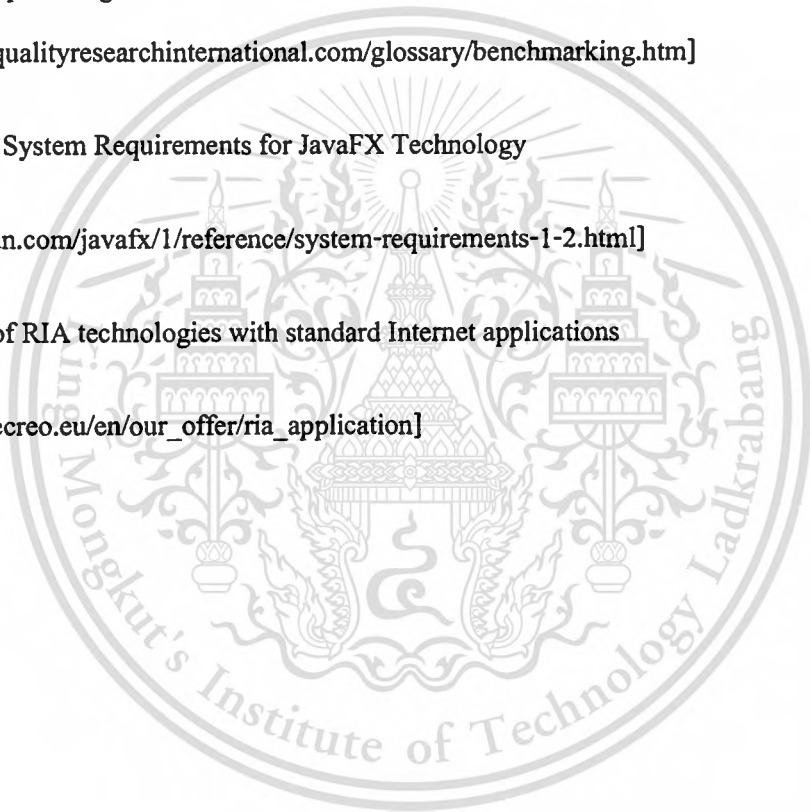 qualityresearchinternational.com/glossary/benchmarking.htm]
System Requirements for JavaFX Technology
n.com/javafx/1/reference/system-requirements-1-2.html]
of RIA technologies with standard Internet applications
ecreo.eu/en/our_offer/ria_application]
King Mongkut's Institute of Technology Ladkrabang